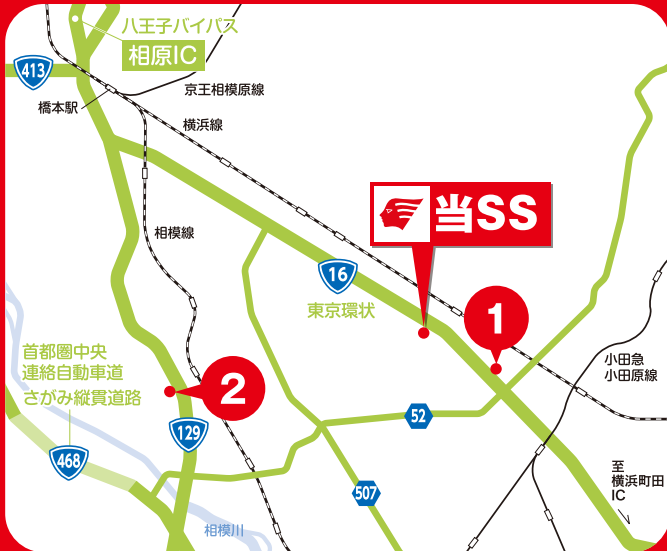 八王子バイパス
相原IC
413
橋本駅
京王相模原線
横浜線
当SS
相模線
16
東京環状
1
小田急
小田原線
首都圏中央
連絡自動車道
さがみ縦貫道路
2
52
129
468
507
至
横浜町田
IC
相模川